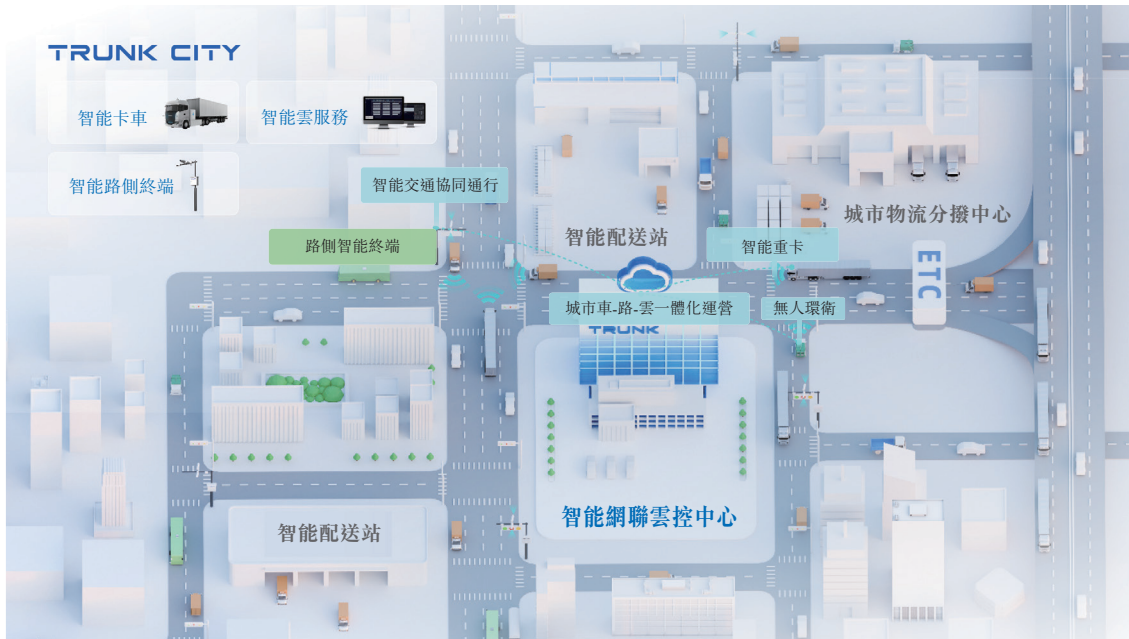 TRUNK CITY
智能卡車
智能雲服務
智能路側終端
智能交通協同通行
路側智能終端
智能配送站
城市物流分撥中心
智能重卡
ETC
城市車-路-雲一體化運營
無人環衛
TRUNK
智能網聯雲控中心
智能配送站